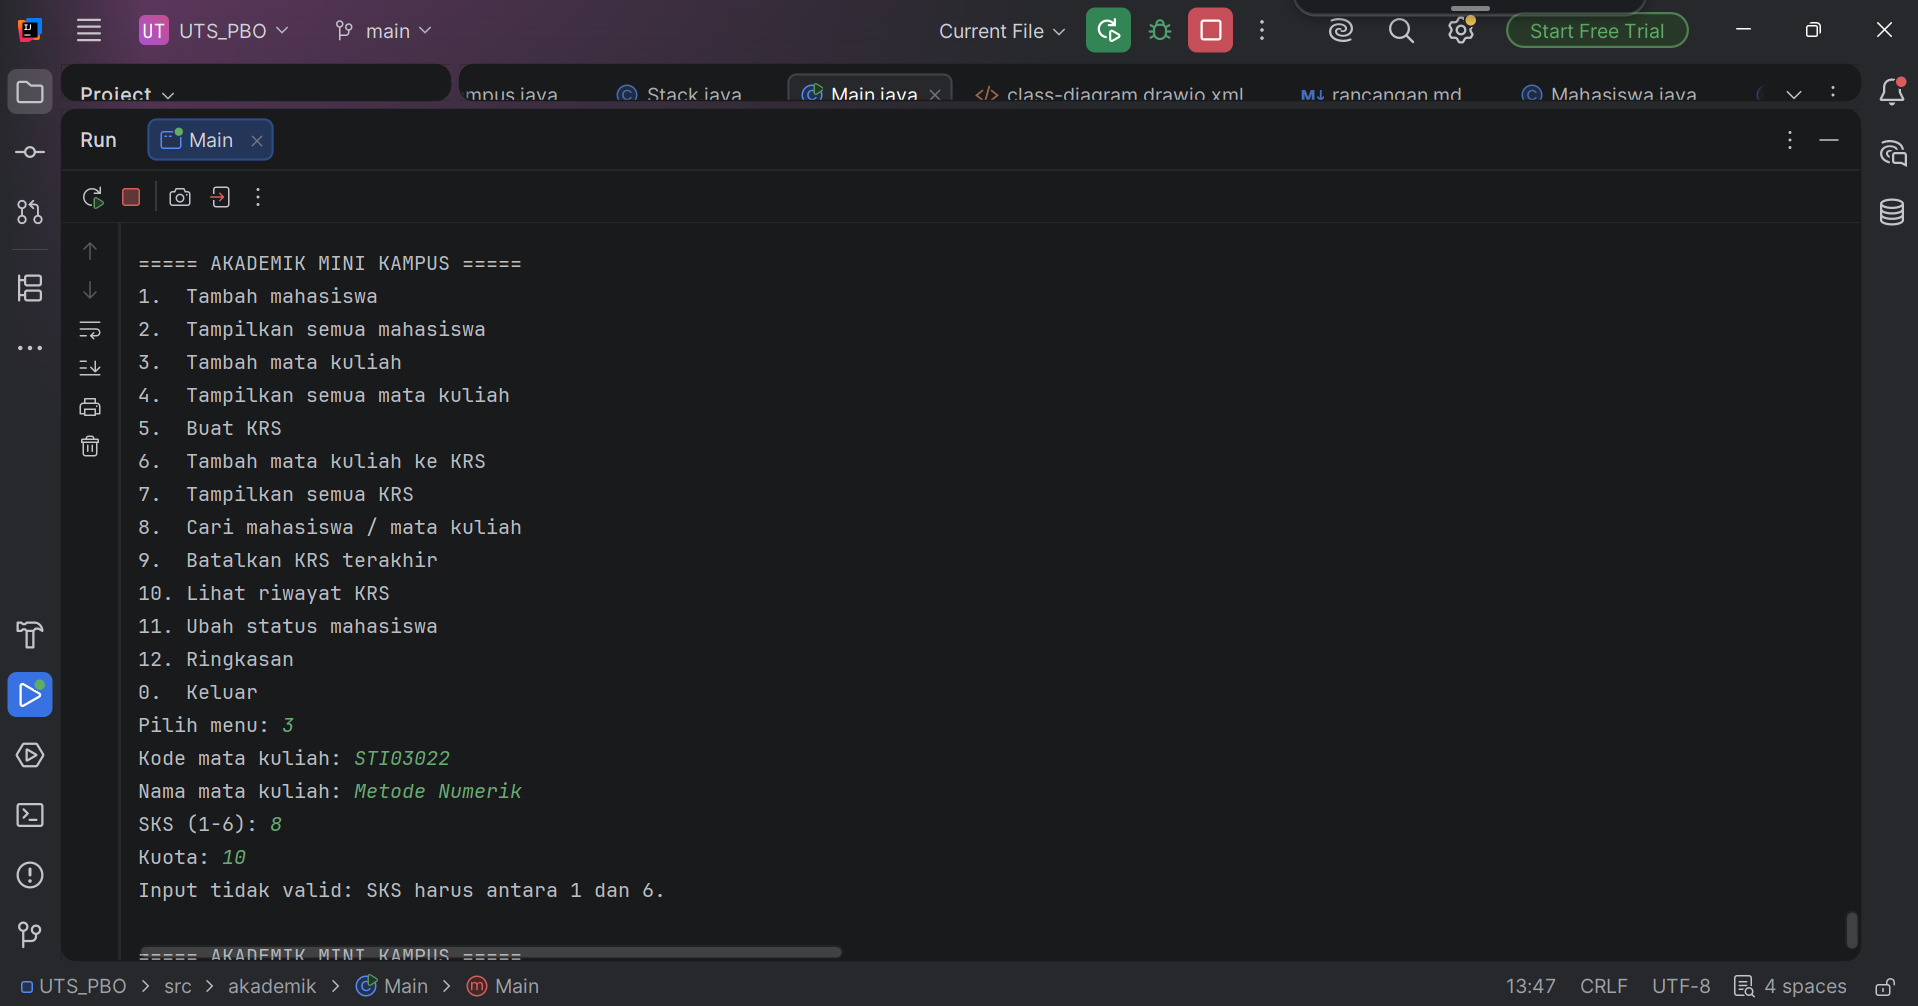 UT UTS_PBO main Current File Start Free Trial
Project mpus.java Stack.java Main.java class-diagram.drawio.xml M↓ rancangan.md Mahasiswa.java
Run Main
===== AKADEMIK MINI KAMPUS =====
1.  Tambah mahasiswa
2.  Tampilkan semua mahasiswa
3.  Tambah mata kuliah
4.  Tampilkan semua mata kuliah
5.  Buat KRS
6.  Tambah mata kuliah ke KRS
7.  Tampilkan semua KRS
8.  Cari mahasiswa / mata kuliah
9.  Batalkan KRS terakhir
10. Lihat riwayat KRS
11. Ubah status mahasiswa
12. Ringkasan
0.  Keluar
Pilih menu: 3
Kode mata kuliah: STI03022
Nama mata kuliah: Metode Numerik
SKS (1-6): 8
Kuota: 10
Input tidak valid: SKS harus antara 1 dan 6.
===== AKADEMIK MINI KAMPUS =====
UTS_PBO > src > akademik > Main > m Main 13:47 CRLF UTF-8 4 spaces